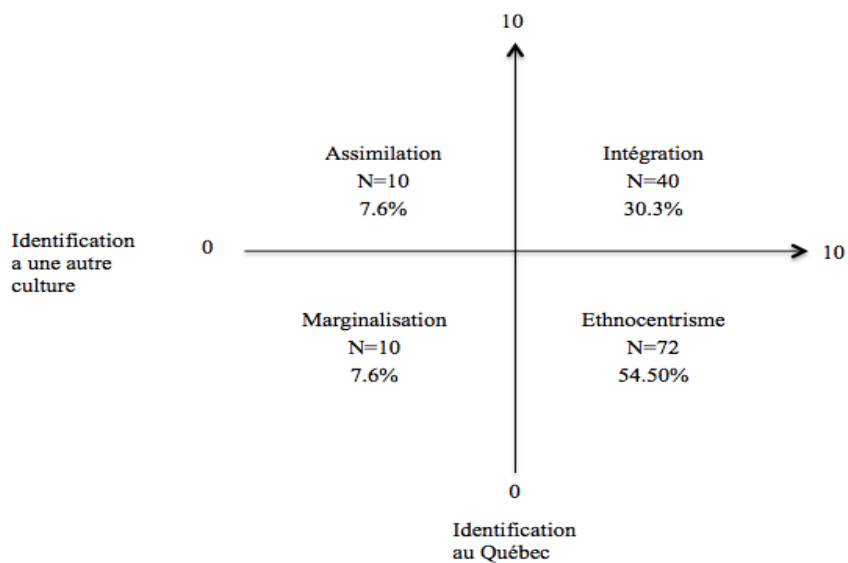 10
Assimilation
N=10
7.6%
Intégration
N=40
30.3%
Identification
a une autre
culture
0
10
Marginalisation
N=10
7.6%
Ethnocentrisme
N=72
54.50%
0
Identification
au Québec